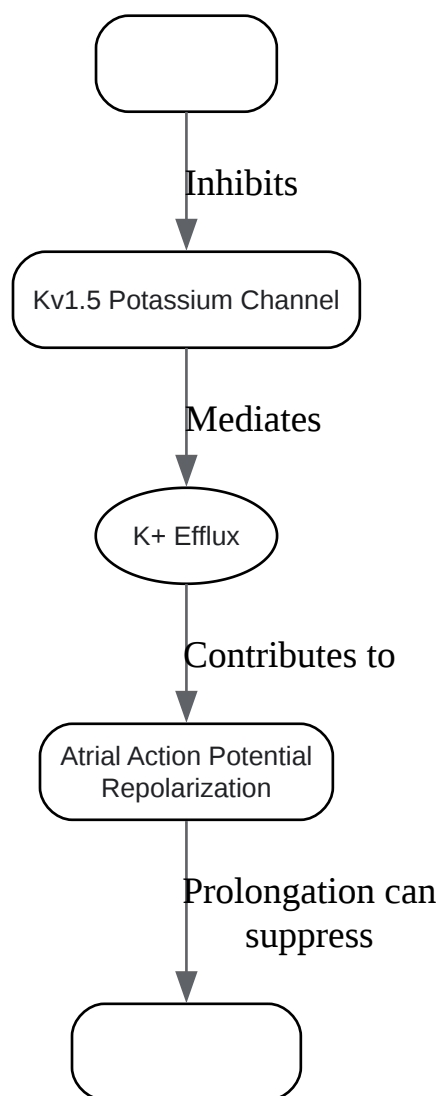 Inhibits
Kv1.5 Potassium Channel
Mediates
K+ Efflux
Contributes to
Atrial Action Potential
Repolarization
Prolongation can
suppress